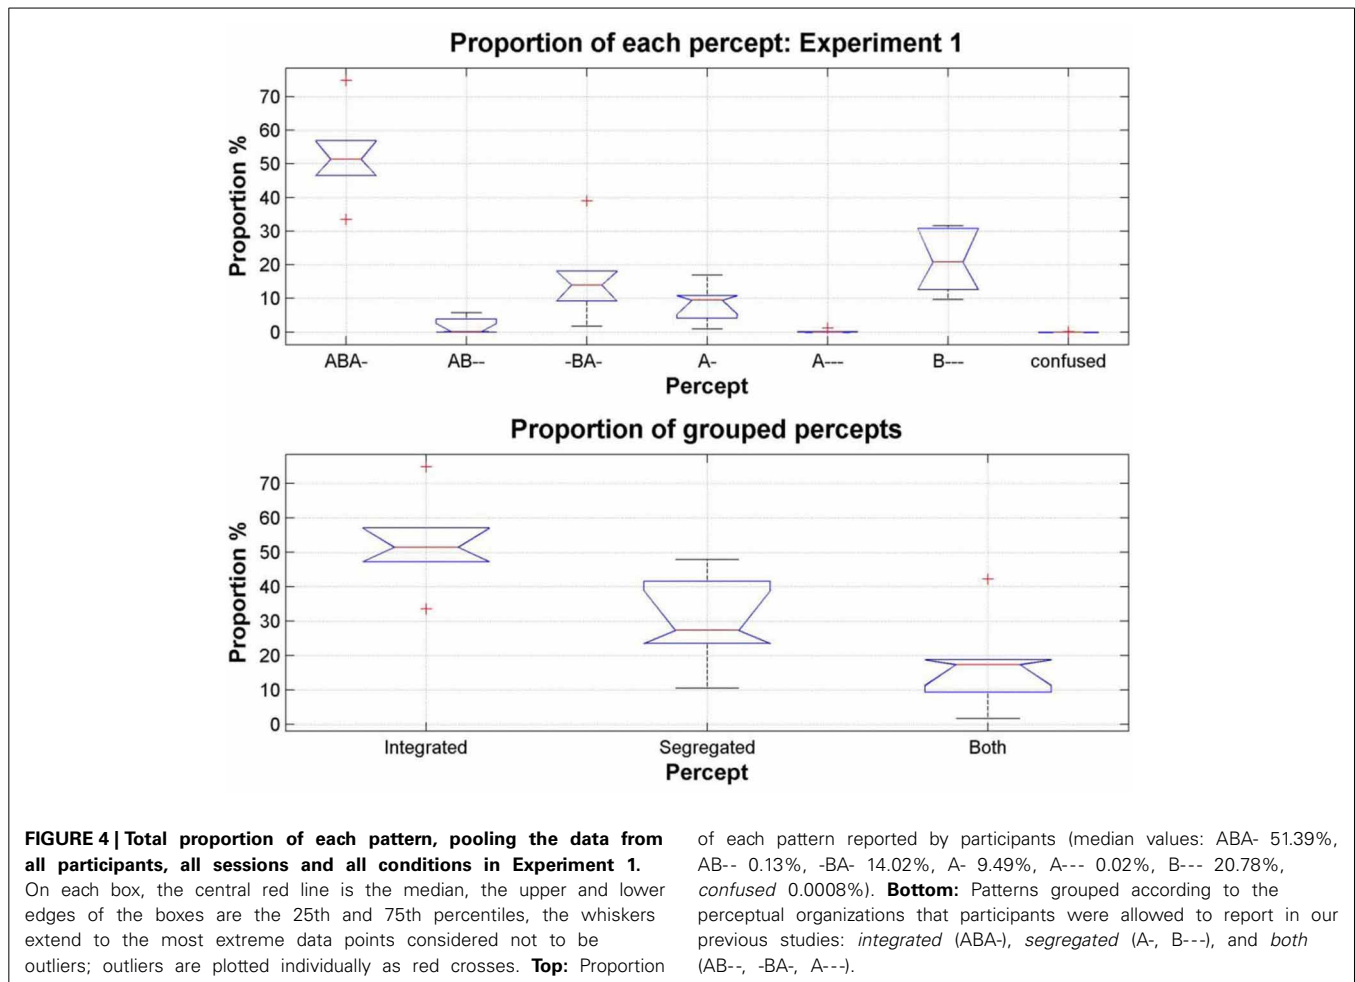 Proportion of each percept: Experiment 1
Proportion %
70
60
50
40
30
20
10
0
ABA-
AB--
-BA-
A-
A---
B---
confused
Percept
Proportion of grouped percepts
Proportion %
70
60
50
40
30
20
10
0
Integrated
Segregated
Both
Percept
FIGURE 4 | Total proportion of each pattern, pooling the data from
all participants, all sessions and all conditions in Experiment 1.
On each box, the central red line is the median, the upper and lower
edges of the boxes are the 25th and 75th percentiles, the whiskers
extend to the most extreme data points considered not to be
outliers; outliers are plotted individually as red crosses. Top: Proportion
of each pattern reported by participants (median values: ABA- 51.39%,
AB-- 0.13%, -BA- 14.02%, A- 9.49%, A--- 0.02%, B--- 20.78%,
confused 0.0008%). Bottom: Patterns grouped according to the
perceptual organizations that participants were allowed to report in our
previous studies: integrated (ABA-), segregated (A-, B---), and both
(AB--, -BA-, A---).